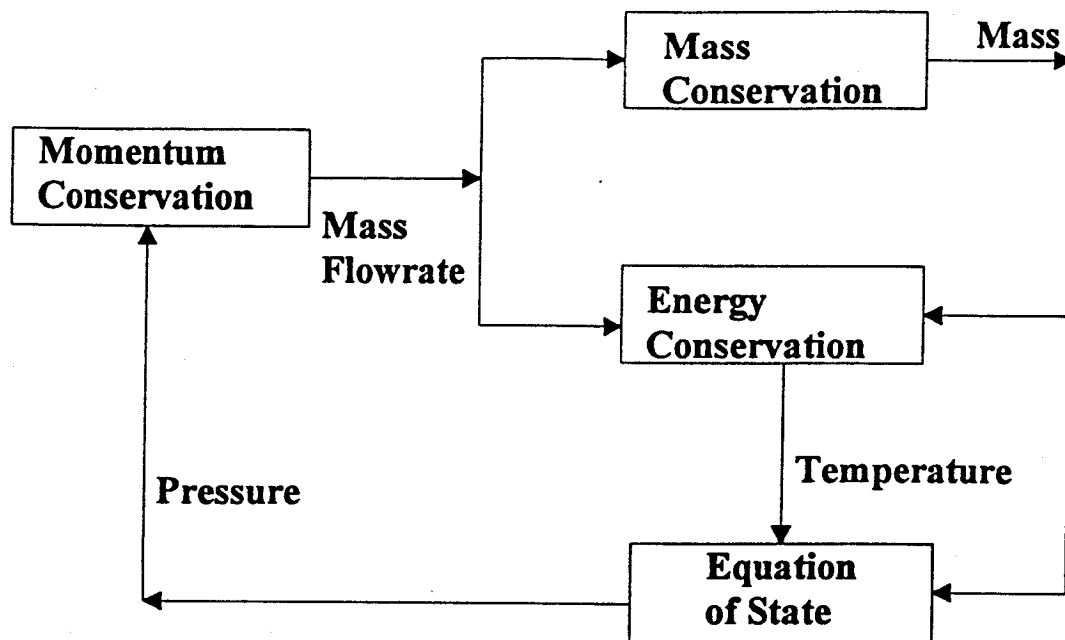 Mass
Conservation
Mass
Momentum
Conservation
Mass
Flowrate
Energy
Conservation
Temperature
Pressure
Equation
of State